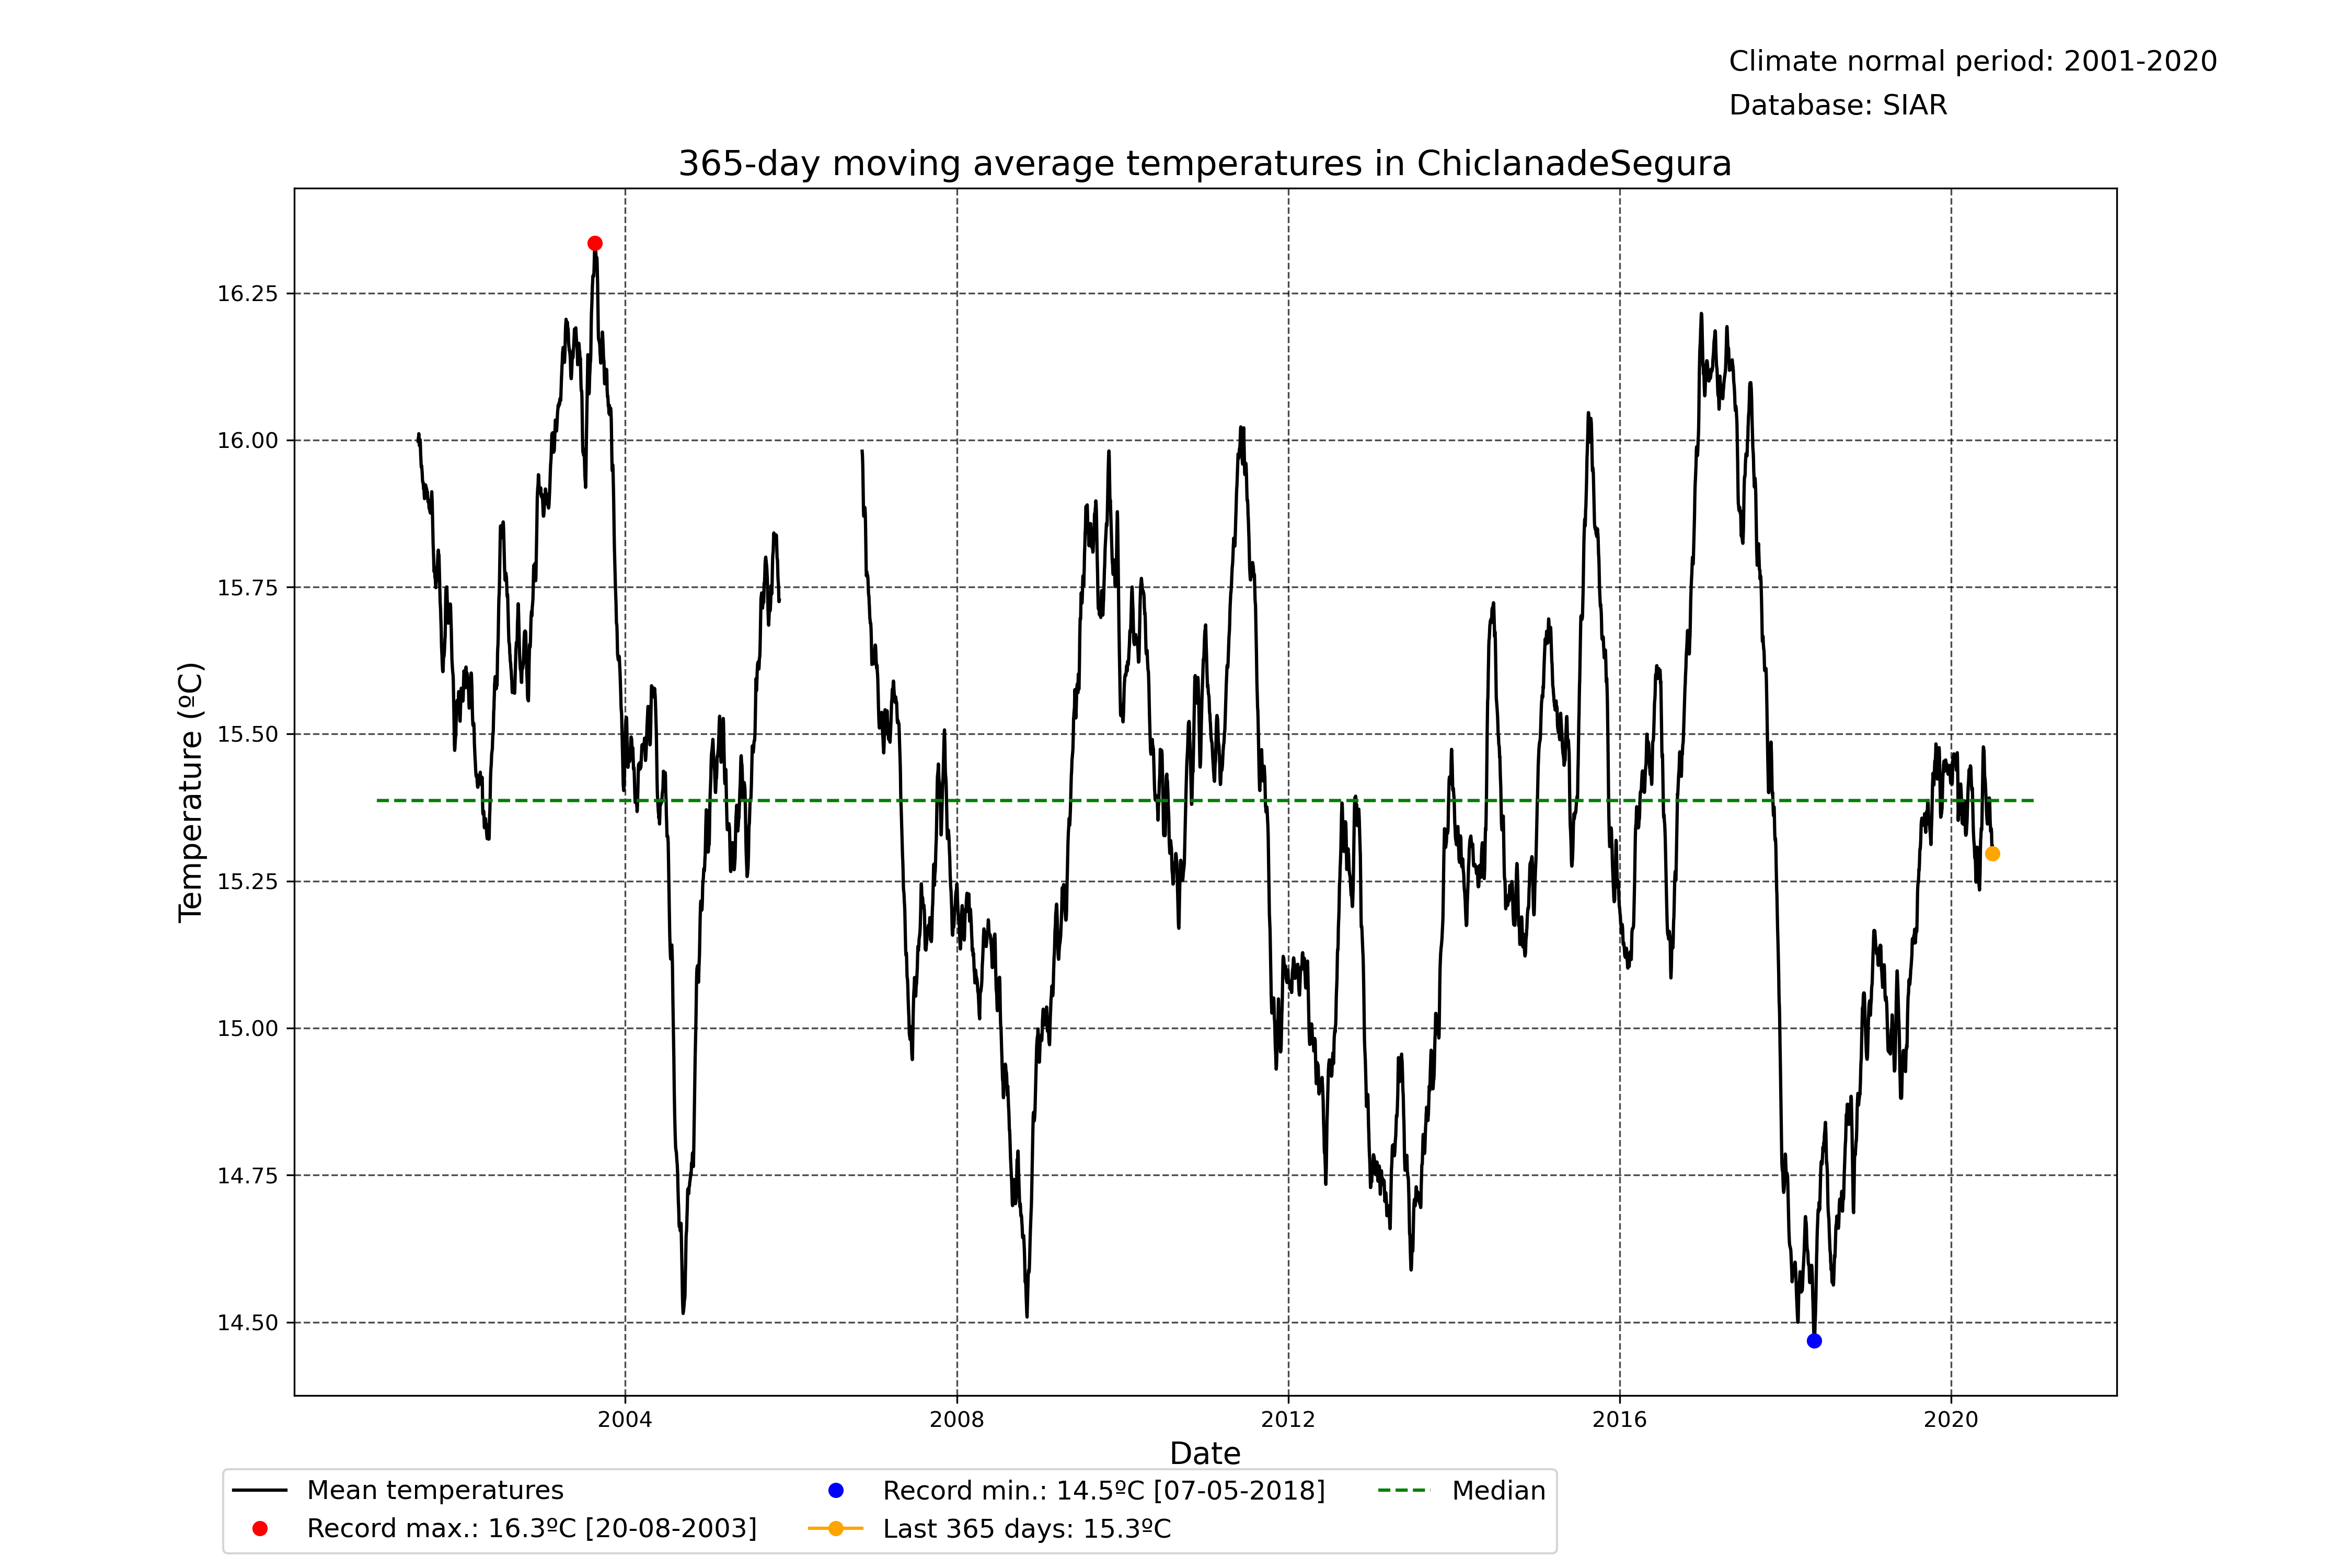 Climate normal period: 2001-2020
Database: SIAR
365-day moving average temperatures in ChiclanadeSegura
Temperature (ºC)
16.25
16.00
15.75
15.50
15.25
15.00
14.75
14.50
2004 2008 2012 2016 2020
Date
Mean temperatures
Record max.: 16.3ºC [20-08-2003]
Record min.: 14.5ºC [07-05-2018]
Last 365 days: 15.3ºC
Median